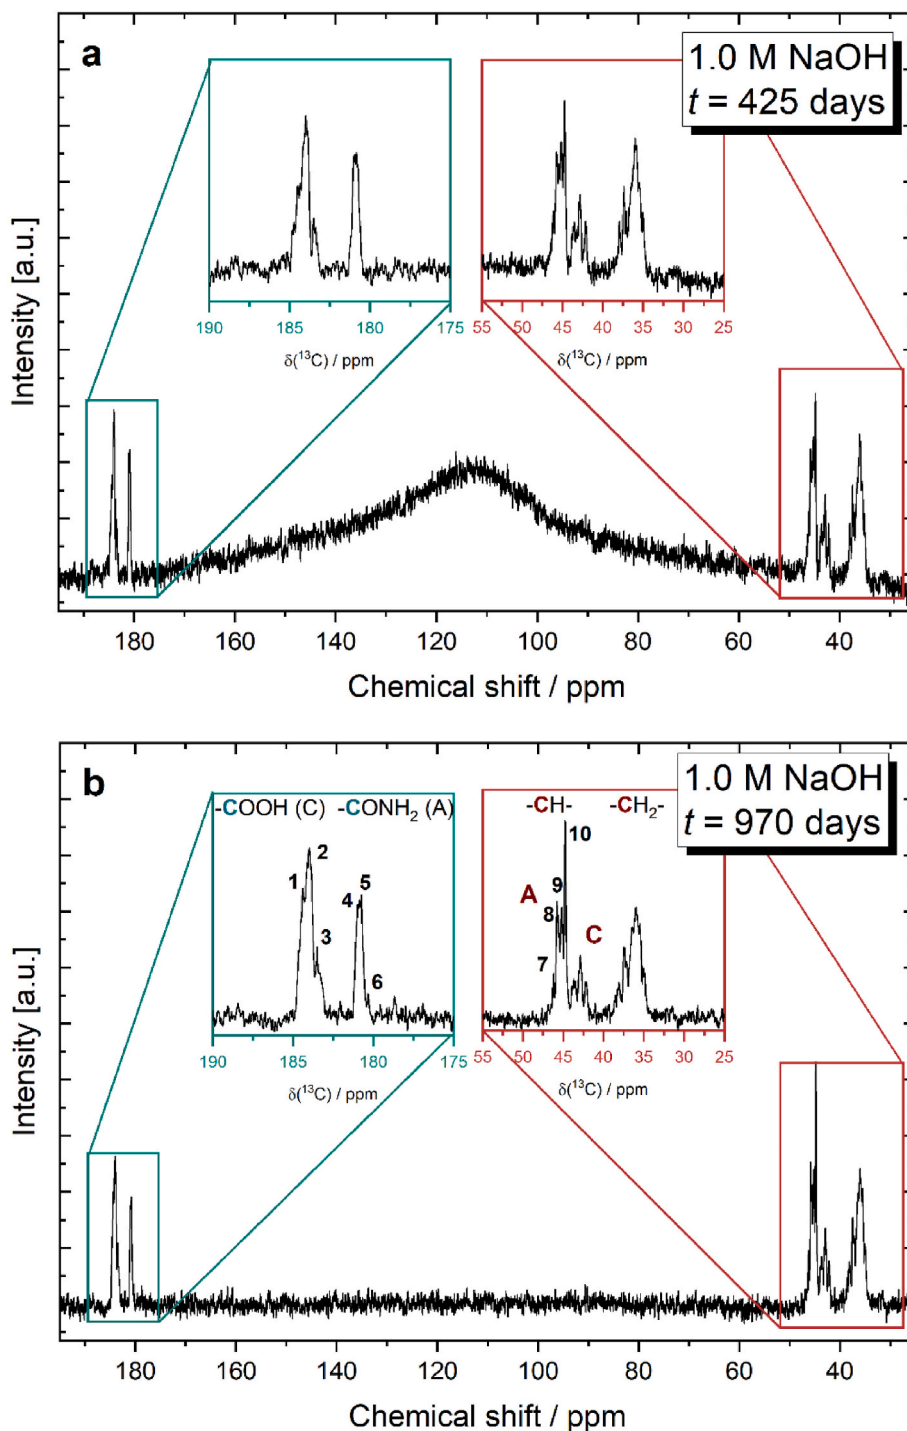 a
1.0 M NaOH
t = 425 days
190 185 180 175
δ(¹³C) / ppm
55 50 45 40 35 30 25
δ(¹³C) / ppm
Intensity [a.u.]
180 160 140 120 100 80 60 40
Chemical shift / ppm
b
1.0 M NaOH
t = 970 days
-COOH (C) -CONH₂ (A)
1 2 3 4 5 6
190 185 180 175
δ(¹³C) / ppm
-CH- -CH₂-
10
9
A
8
C
7
55 50 45 40 35 30 25
δ(¹³C) / ppm
Intensity [a.u.]
180 160 140 120 100 80 60 40
Chemical shift / ppm